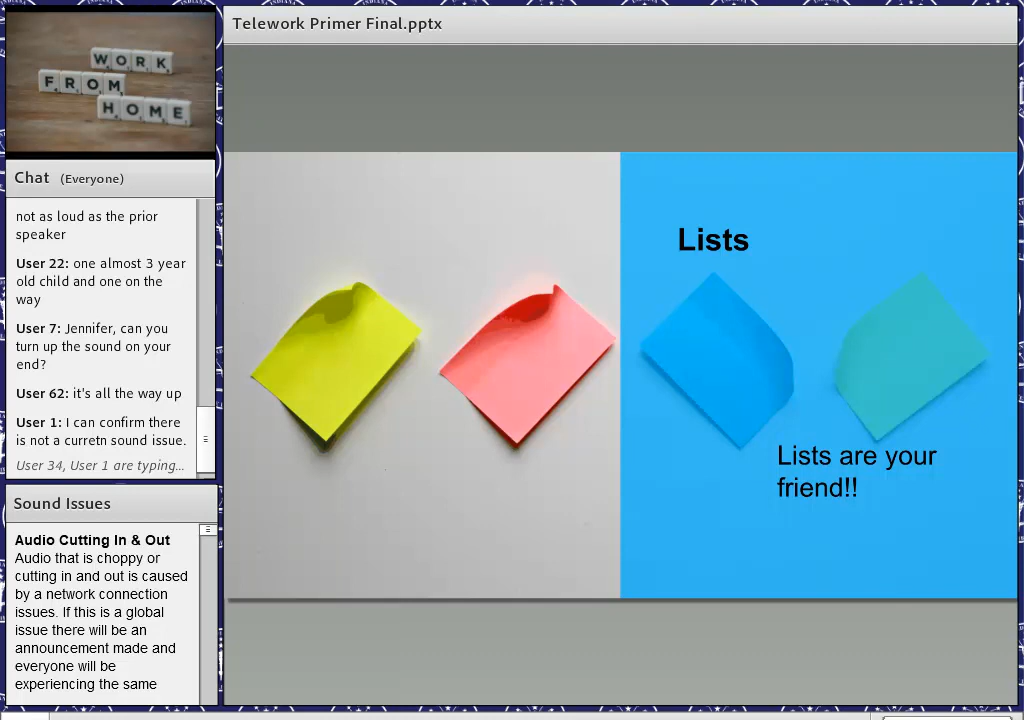 WORK
FROM
HOME
Telework Primer Final.pptx
Chat (Everyone)
not as loud as the prior
speaker
User 22: one almost 3 year
old child and one on the
way
User 7: Jennifer, can you
turn up the sound on your
end?
User 62: it's all the way up
User 1: I can confirm there
is not a curretn sound issue.
User 34, User 1 are typing...
Sound Issues
Audio Cutting In & Out
Audio that is choppy or
cutting in and out is caused
by a network connection
issues. If this is a global
issue there will be an
announcement made and
everyone will be
experiencing the same
Lists
Lists are your
friend!!